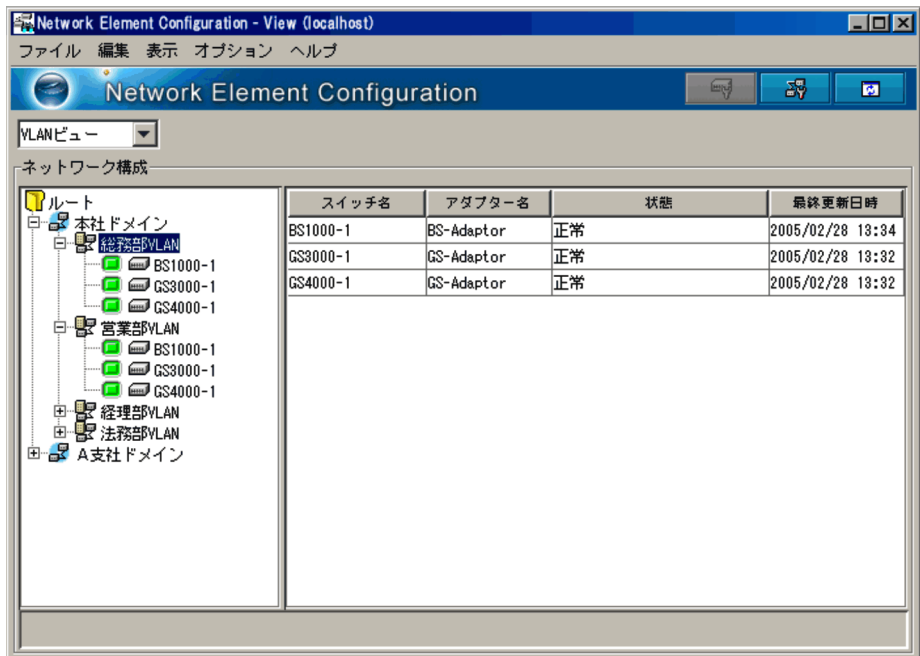 Network Element Configuration - View (localhost)
ファイル 編集 表示 オプション ヘルプ
Network Element Configuration
VLANビュー
ネットワーク構成
ルート
本社ドメイン
総務部VLAN
BS1000-1
GS3000-1
GS4000-1
営業部VLAN
BS1000-1
GS3000-1
GS4000-1
経理部VLAN
法務部VLAN
A支社ドメイン
スイッチ名 アダプター名 状態 最終更新日時
BS1000-1 BS-Adaptor 正常 2005/02/28 13:34
GS3000-1 GS-Adaptor 正常 2005/02/28 13:32
GS4000-1 GS-Adaptor 正常 2005/02/28 13:32